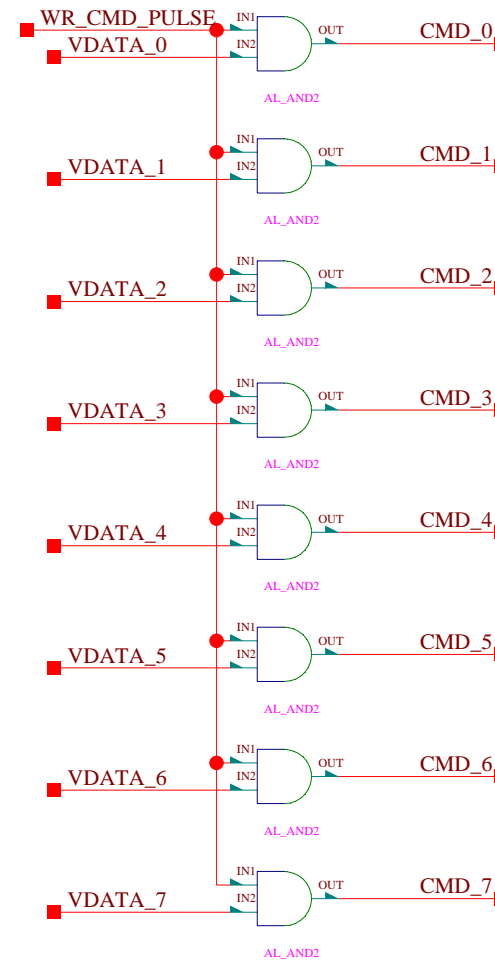 WR_CMD_PULSE IN1 OUT CMD_0
VDATA_0 IN2
AL_AND2
IN1 OUT CMD_1
VDATA_1 IN2
AL_AND2
IN1 OUT CMD_2
VDATA_2 IN2
AL_AND2
IN1 OUT CMD_3
VDATA_3 IN2
AL_AND2
IN1 OUT CMD_4
VDATA_4 IN2
AL_AND2
IN1 OUT CMD_5
VDATA_5 IN2
AL_AND2
IN1 OUT CMD_6
VDATA_6 IN2
AL_AND2
IN1 OUT CMD_7
VDATA_7 IN2
AL_AND2